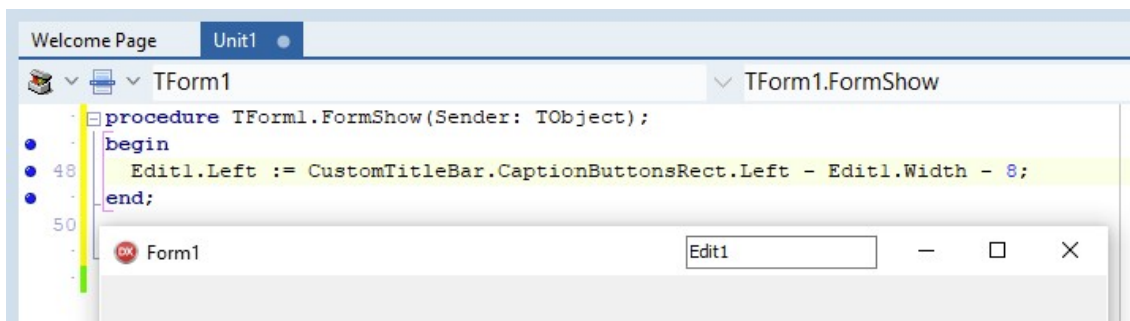 Welcome Page Unit1
TForm1 TForm1.FormShow
procedure TForm1.FormShow(Sender: TObject);
begin
48 Edit1.Left := CustomTitleBar.CaptionButtonsRect.Left - Edit1.Width - 8;
end;
50
DX Form1 Edit1